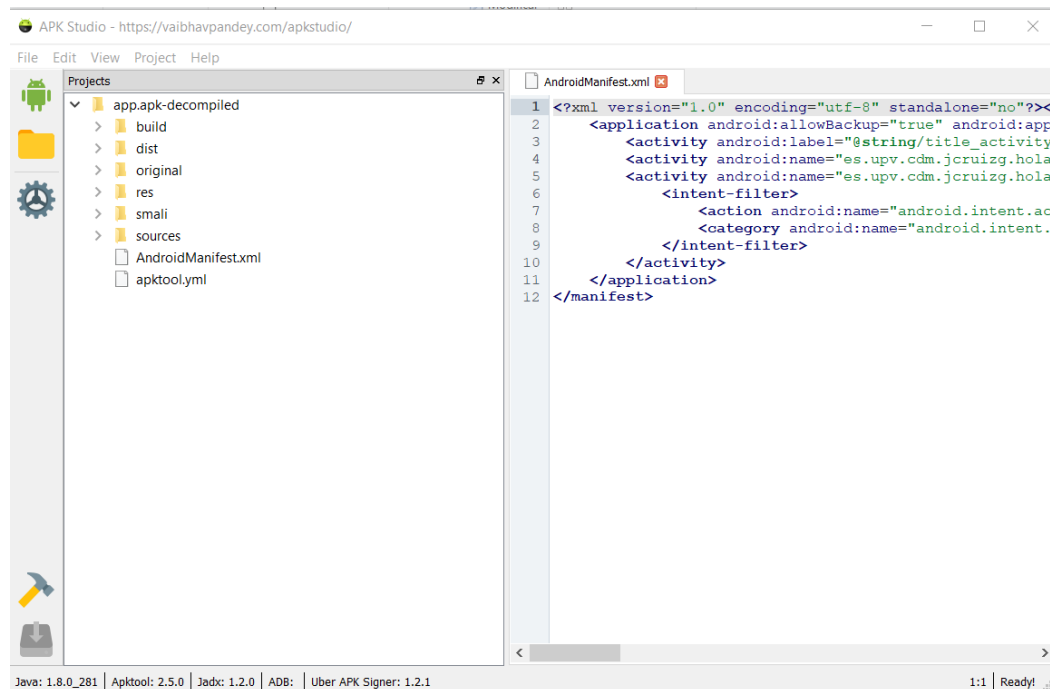 APK Studio - https://vaibhavpandey.com/apkstudio/
File Edit View Project Help
Projects
app.apk-decompiled
build
dist
original
res
smali
sources
AndroidManifest.xml
apktool.yml
AndroidManifest.xml
1 <?xml version="1.0" encoding="utf-8" standalone="no"?><
2 <application android:allowBackup="true" android:app
3 <activity android:label="@string/title_activity
4 <activity android:name="es.upv.cdm.jcruizg.hola
5 <activity android:name="es.upv.cdm.jcruizg.hola
6 <intent-filter>
7 <action android:name="android.intent.ac
8 <category android:name="android.intent.
9 </intent-filter>
10 </activity>
11 </application>
12 </manifest>
Java: 1.8.0_281 Apktool: 2.5.0 Jadx: 1.2.0 ADB: Uber APK Signer: 1.2.1 1:1 Ready!